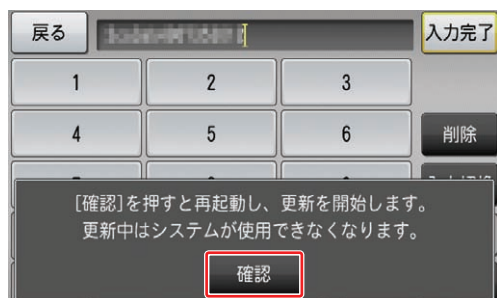 戻る
入力完了
1 2 3
4 5 6 削除
[確認]を押すと再起動し、更新を開始します。
更新中はシステムが使用できなくなります。
確認